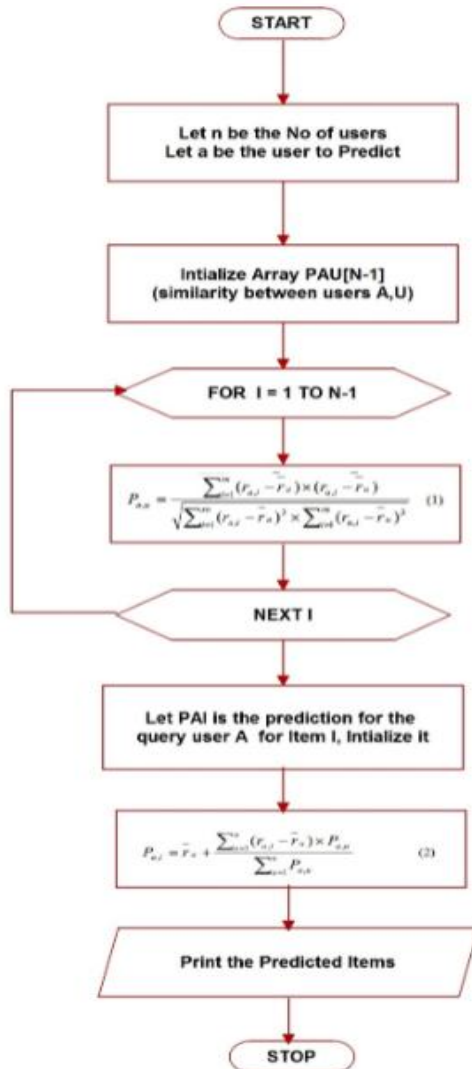 START
Let n be the No of users
Let a be the user to Predict
Intialize Array PAU[N-1]
(similarity between users A,U)
FOR I = 1 TO N-1
(1)
NEXT I
Let PAI is the prediction for the
query user A for Item I, Intialize it
(2)
Print the Predicted Items
STOP